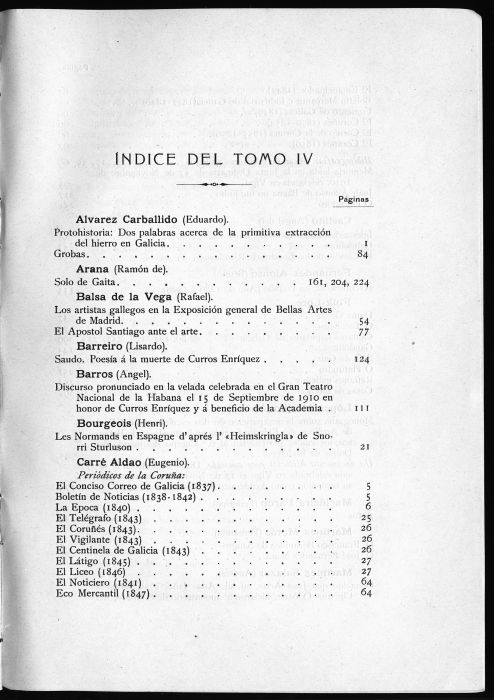 ÍNDICE DEL TOMO IV
Páginas
Alvarez Carballido (Eduardo).
Protohistoria: Dos palabras acerca de la primitiva extracción
del hierro en Galicia. . . . . . . . . . . 1
Grobas. . . . . . . . . . . . . . . . 84
Arana (Ramón de).
Solo de Gaita. . . . . . . . . . . 161, 204, 224
Balsa de la Vega (Rafael).
Los artistas gallegos en la Exposición general de Bellas Artes
de Madrid. . . . . . . . . . . . . . 54
El Apostol Santiago ante el arte. . . . . . . . . 77
Barreiro (Lisardo).
Saudo. Poesía á la muerte de Curros Enríquez . . . . 124
Barros (Angel).
Discurso pronunciado en la velada celebrada en el Gran Teatro
Nacional de la Habana el 15 de Septiembre de 1910 en
honor de Curros Enríquez y á beneficio de la Academia . 111
Bourgeois (Henri).
Les Normands en Espagne d'aprés l' «Heimskringla» de Sno-
rri Sturluson . . . . . . . . . . . . . 21
Carré Aldao (Eugenio).
Periódicos de la Coruña:
El Conciso Correo de Galicia (1837). . . . . . . . 5
Boletín de Noticias (1838-1842) . . . . . . . . . 5
La Epoca (1840) . . . . . . . . . . . . 6
El Telégrafo (1843) . . . . . . . . . . . 25
El Coruñés (1843). . . . . . . . . . . . 26
El Vigilante (1843) . . . . . . . . . . . 26
El Centinela de Galicia (1843) . . . . . . . . . 26
El Látigo (1845) . . . . . . . . . . . . 27
El Liceo (1846) . . . . . . . . . . . . 27
El Noticiero (1841) . . . . . . . . . . . 64
Eco Mercantil (1847) . . . . . . . . . . . 64